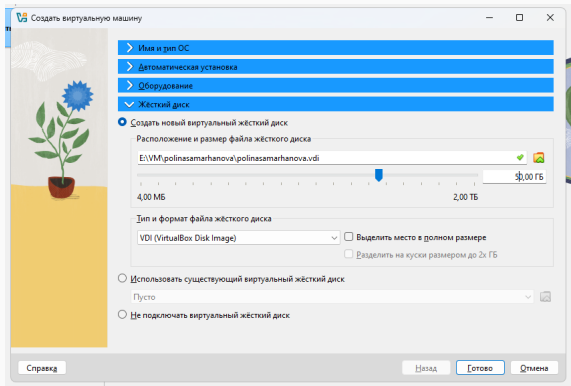 Создать виртуальную машину
Имя и тип ОС
Автоматическая установка
Оборудование
Жёсткий диск
Создать новый виртуальный жёсткий диск
Расположение и размер файла жёсткого диска
E:\VM\polinasamarhanova\polinasamarhanova.vdi
50,00 ГБ
4,00 МБ 2,00 ТБ
Тип и формат файла жёсткого диска
VDI (VirtualBox Disk Image) Выделить место в полном размере
Разделить на куски размером до 2х ГБ
Использовать существующий виртуальный жёсткий диск
Пусто
Не подключать виртуальный жёсткий диск
Справка Назад Готово Отмена